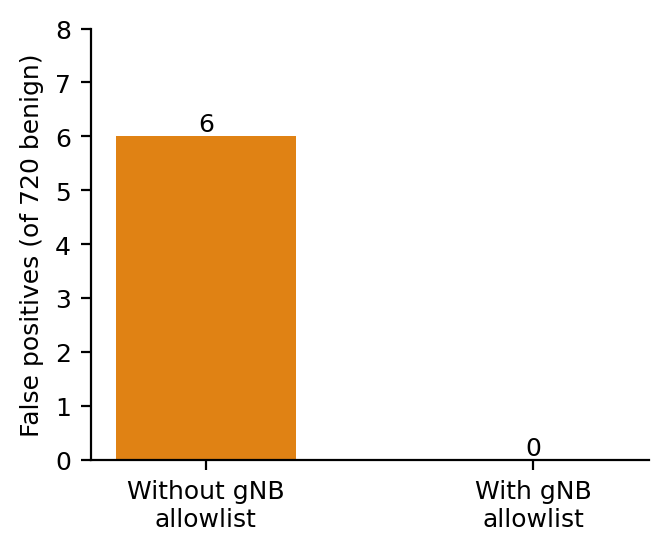 False positives (of 720 benign)
8
7
6
5
4
3
2
1
0
6
0
Without gNB
allowlist
With gNB
allowlist